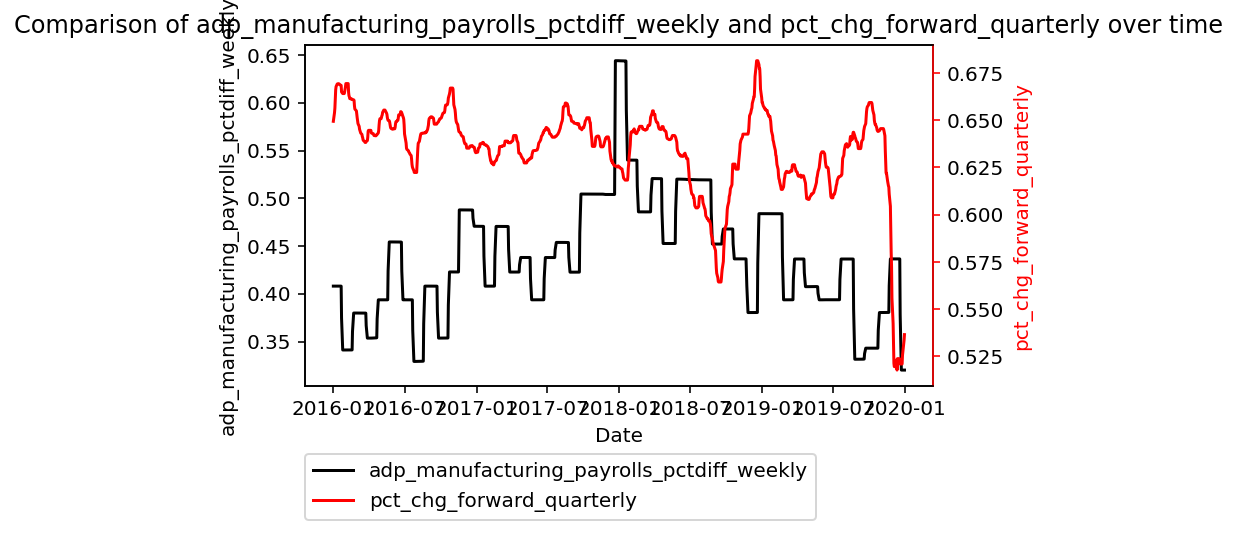 Comparison of adp_manufacturing_payrolls_pctdiff_weekly and pct_chg_forward_quarterly over time
adp_manufacturing_payrolls_pctdiff_weekly
0.65
0.60
0.55
0.50
0.45
0.40
0.35
0.675
0.650
0.625
0.600
0.575
0.550
0.525
pct_chg_forward_quarterly
2016-01 2016-07 2017-01 2017-07 2018-01 2018-07 2019-01 2019-07 2020-01
Date
adp_manufacturing_payrolls_pctdiff_weekly
pct_chg_forward_quarterly